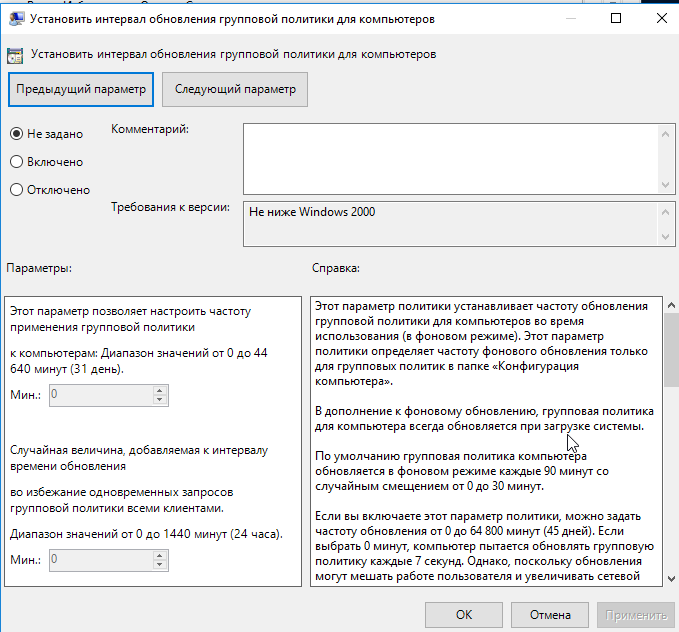 Установить интервал обновления групповой политики для компьютеров
Установить интервал обновления групповой политики для компьютеров
Предыдущий параметр
Следующий параметр
Не задано
Включено
Отключено
Комментарий:
Требования к версии:
Не ниже Windows 2000
Параметры:
Справка:
Этот параметр позволяет настроить частоту
применения групповой политики
к компьютерам: Диапазон значений от 0 до 44
640 минут (31 день).
Мин.: 0
Случайная величина, добавляемая к интервалу
времени обновления
во избежание одновременных запросов
групповой политики всеми клиентами.
Диапазон значений от 0 до 1440 минут (24 часа).
Мин.: 0
Этот параметр политики устанавливает частоту обновления
групповой политики для компьютеров во время
использования (в фоновом режиме). Этот параметр
политики определяет частоту фонового обновления только
для групповых политик в папке «Конфигурация
компьютера».
В дополнение к фоновому обновлению, групповая политика
для компьютера всегда обновляется при загрузке системы.
По умолчанию групповая политика компьютера
обновляется в фоновом режиме каждые 90 минут со
случайным смещением от 0 до 30 минут.
Если вы включаете этот параметр политики, можно задать
частоту обновления от 0 до 64 800 минут (45 дней). Если
выбрать 0 минут, компьютер пытается обновлять групповую
политику каждые 7 секунд. Однако, поскольку обновления
могут мешать работе пользователя и увеличивать сетевой
ОК
Отмена
Применить